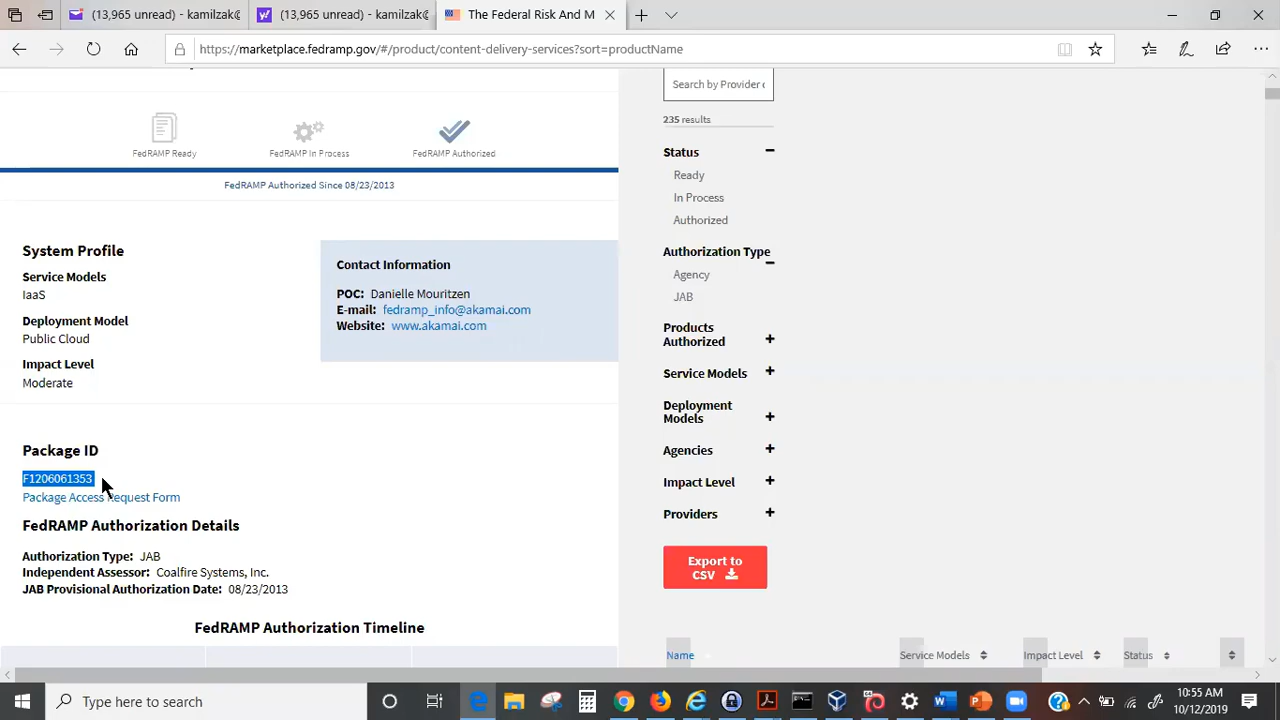 (13,965 unread) - kamilzak@
(13,965 unread) - kamilzak@
The Federal Risk And M
https://marketplace.fedramp.gov/#/product/content-delivery-services?sort=productName
FedRAMP Ready
FedRAMP In Process
FedRAMP Authorized
FedRAMP Authorized Since 08/23/2013
System Profile
Service Models
IaaS
Deployment Model
Public Cloud
Impact Level
Moderate
Contact Information
POC: Danielle Mouritzen
E-mail: fedramp_info@akamai.com
Website: www.akamai.com
Package ID
F1206061353
Package Access Request Form
FedRAMP Authorization Details
Authorization Type: JAB
Independent Assessor: Coalfire Systems, Inc.
JAB Provisional Authorization Date: 08/23/2013
FedRAMP Authorization Timeline
Search by Provider
235 results
Status
Ready
In Process
Authorized
Authorization Type
Agency
JAB
Products
Authorized
Service Models
Deployment
Models
Agencies
Impact Level
Providers
Export to
CSV
Name
Service Models
Impact Level
Status
Type here to search
10:55 AM
10/12/2019